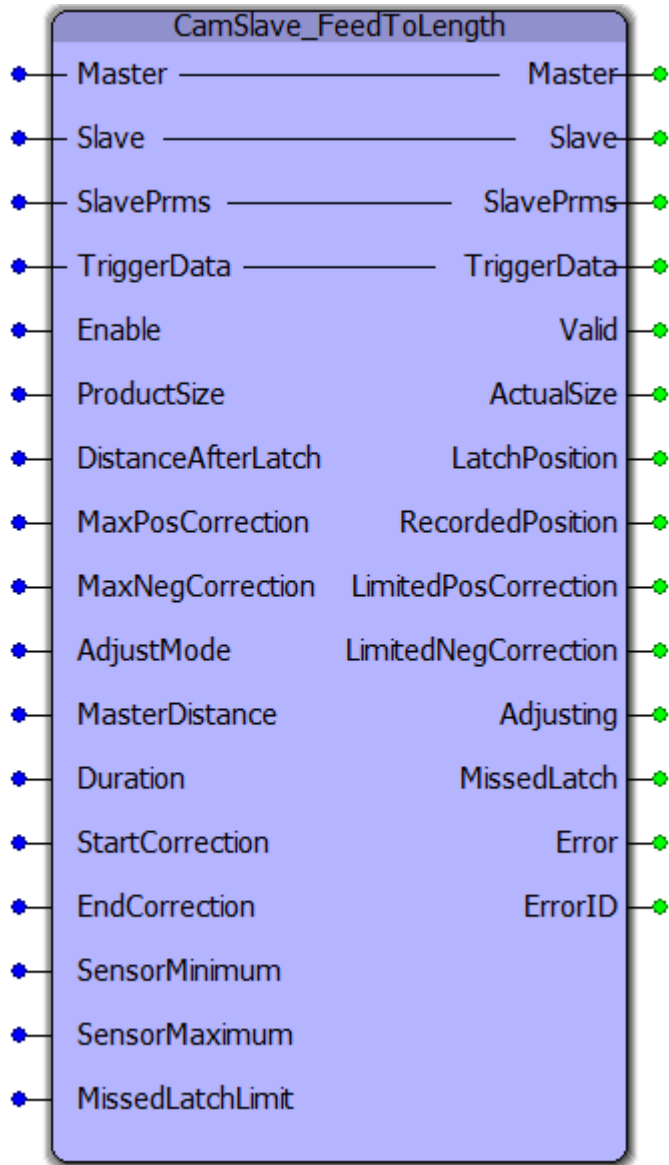 CamSlave_FeedToLength
Master Master
Slave Slave
SlavePrms SlavePrms
TriggerData TriggerData
Enable Valid
ProductSize ActualSize
DistanceAfterLatch LatchPosition
MaxPosCorrection RecordedPosition
MaxNegCorrection LimitedPosCorrection
AdjustMode LimitedNegCorrection
MasterDistance Adjusting
Duration MissedLatch
StartCorrection Error
EndCorrection ErrorID
SensorMinimum
SensorMaximum
MissedLatchLimit